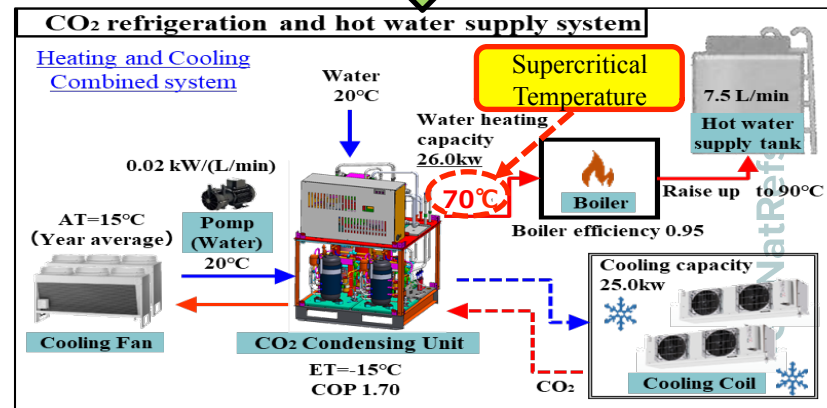 CO₂ refrigeration and hot water supply system
Heating and Cooling
Combined system
Water
20℃
Supercritical
Temperature
Water heating
capacity
26.0kw
70℃
7.5 L/min
Hot water
supply tank
0.02 kW/(L/min)
Pump
(Water)
20℃
AT=15℃
(Year average)
Boiler
Raise up to 90℃
Boiler efficiency 0.95
Cooling capacity
25.0kw
Cooling Fan
CO₂ Condensing Unit
ET=-15℃
COP 1.70
CO₂
Cooling Coil
NatRefs